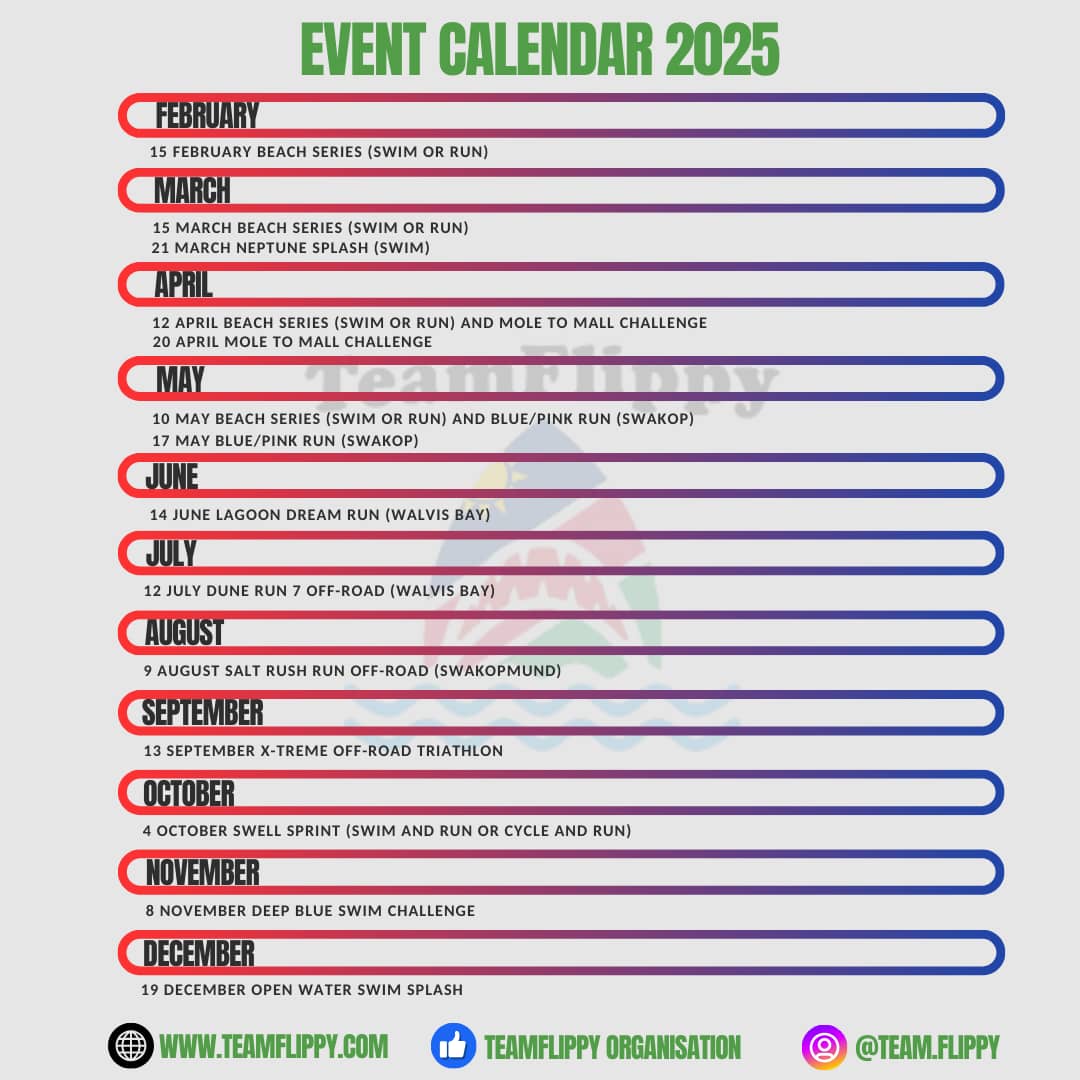 EVENT CALENDAR 2025
FEBRUARY
15 FEBRUARY BEACH SERIES (SWIM OR RUN)
MARCH
15 MARCH BEACH SERIES (SWIM OR RUN)
21 MARCH NEPTUNE SPLASH (SWIM)
APRIL
12 APRIL BEACH SERIES (SWIM OR RUN) AND MOLE TO MALL CHALLENGE
20 APRIL MOLE TO MALL CHALLENGE
TeamFlippy
MAY
10 MAY BEACH SERIES (SWIM OR RUN) AND BLUE/PINK RUN (SWAKOP)
17 MAY BLUE/PINK RUN (SWAKOP)
JUNE
14 JUNE LAGOON DREAM RUN (WALVIS BAY)
JULY
12 JULY DUNE RUN 7 OFF-ROAD (WALVIS BAY)
AUGUST
9 AUGUST SALT RUSH RUN OFF-ROAD (SWAKOPMUND)
SEPTEMBER
13 SEPTEMBER X-TREME OFF-ROAD TRIATHLON
OCTOBER
4 OCTOBER SWELL SPRINT (SWIM AND RUN OR CYCLE AND RUN)
NOVEMBER
8 NOVEMBER DEEP BLUE SWIM CHALLENGE
DECEMBER
19 DECEMBER OPEN WATER SWIM SPLASH
WWW.TEAMFLIPPY.COM
TEAMFLIPPY ORGANISATION
@TEAM.FLIPPY